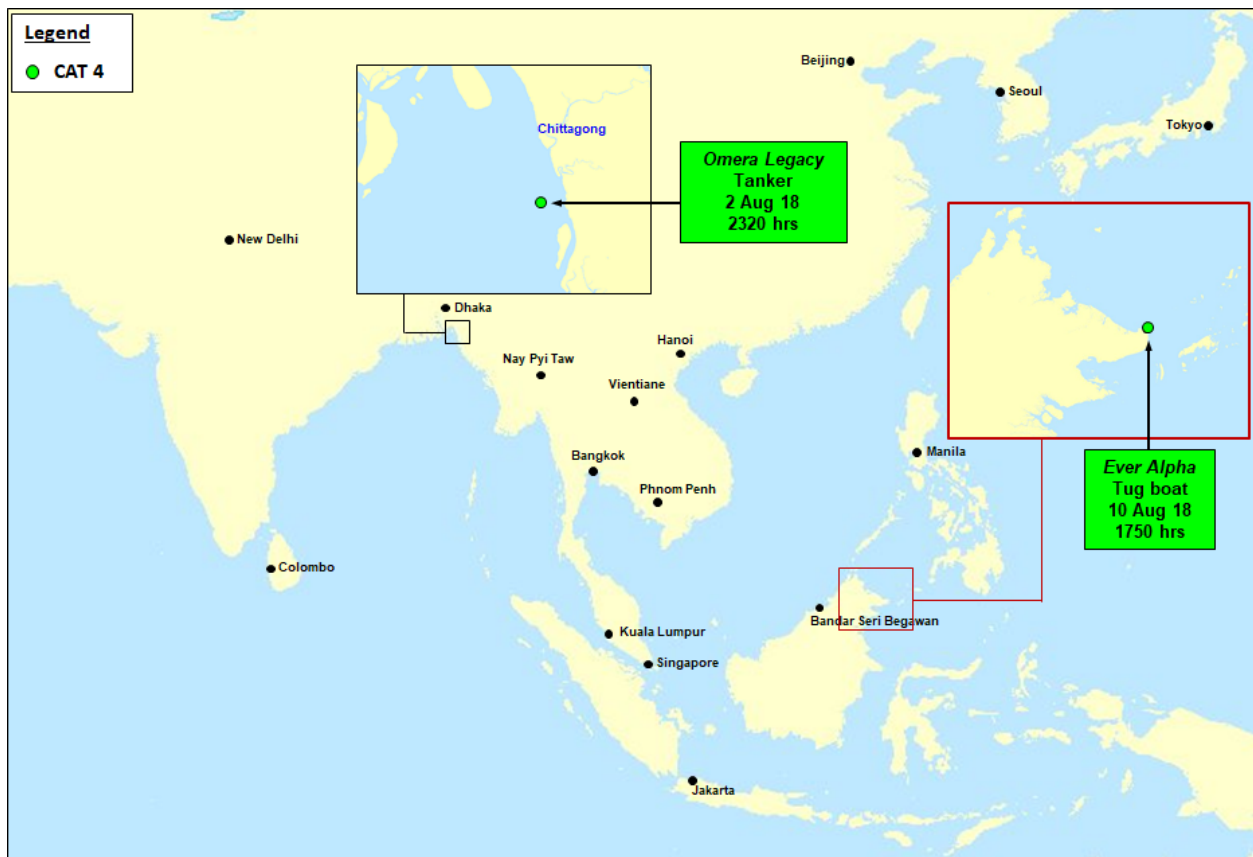 Legend
CAT 4
Beijing
Seoul
Tokyo
Chittagong
Omera Legacy
Tanker
2 Aug 18
2320 hrs
New Delhi
Dhaka
Nay Pyi Taw
Hanoi
Vientiane
Bangkok
Phnom Penh
Manila
Ever Alpha
Tug boat
10 Aug 18
1750 hrs
Colombo
Bandar Seri Begawan
Kuala Lumpur
Singapore
Jakarta